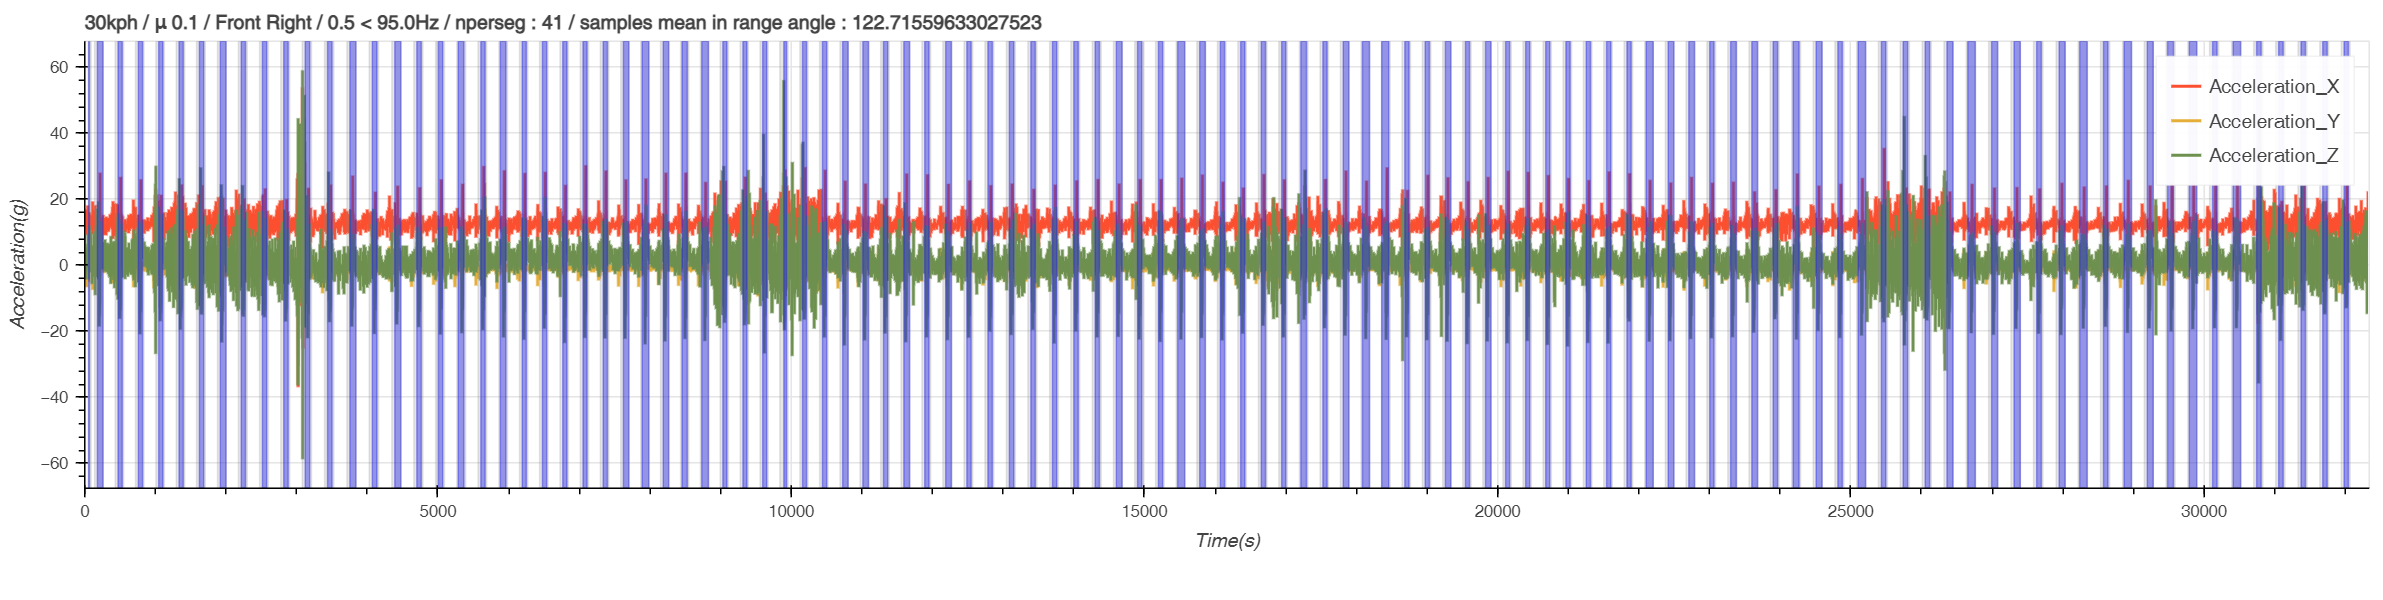 30kph / μ 0.1 / Front Right / 0.5 < 95.0Hz / nperseg : 41 / samples mean in range angle : 122.71559633027523
60
40
20
0
−20
−40
−60
Acceleration(g)
Acceleration_X
Acceleration_Y
Acceleration_Z
0 5000 10000 15000 20000 25000 30000
Time(s)